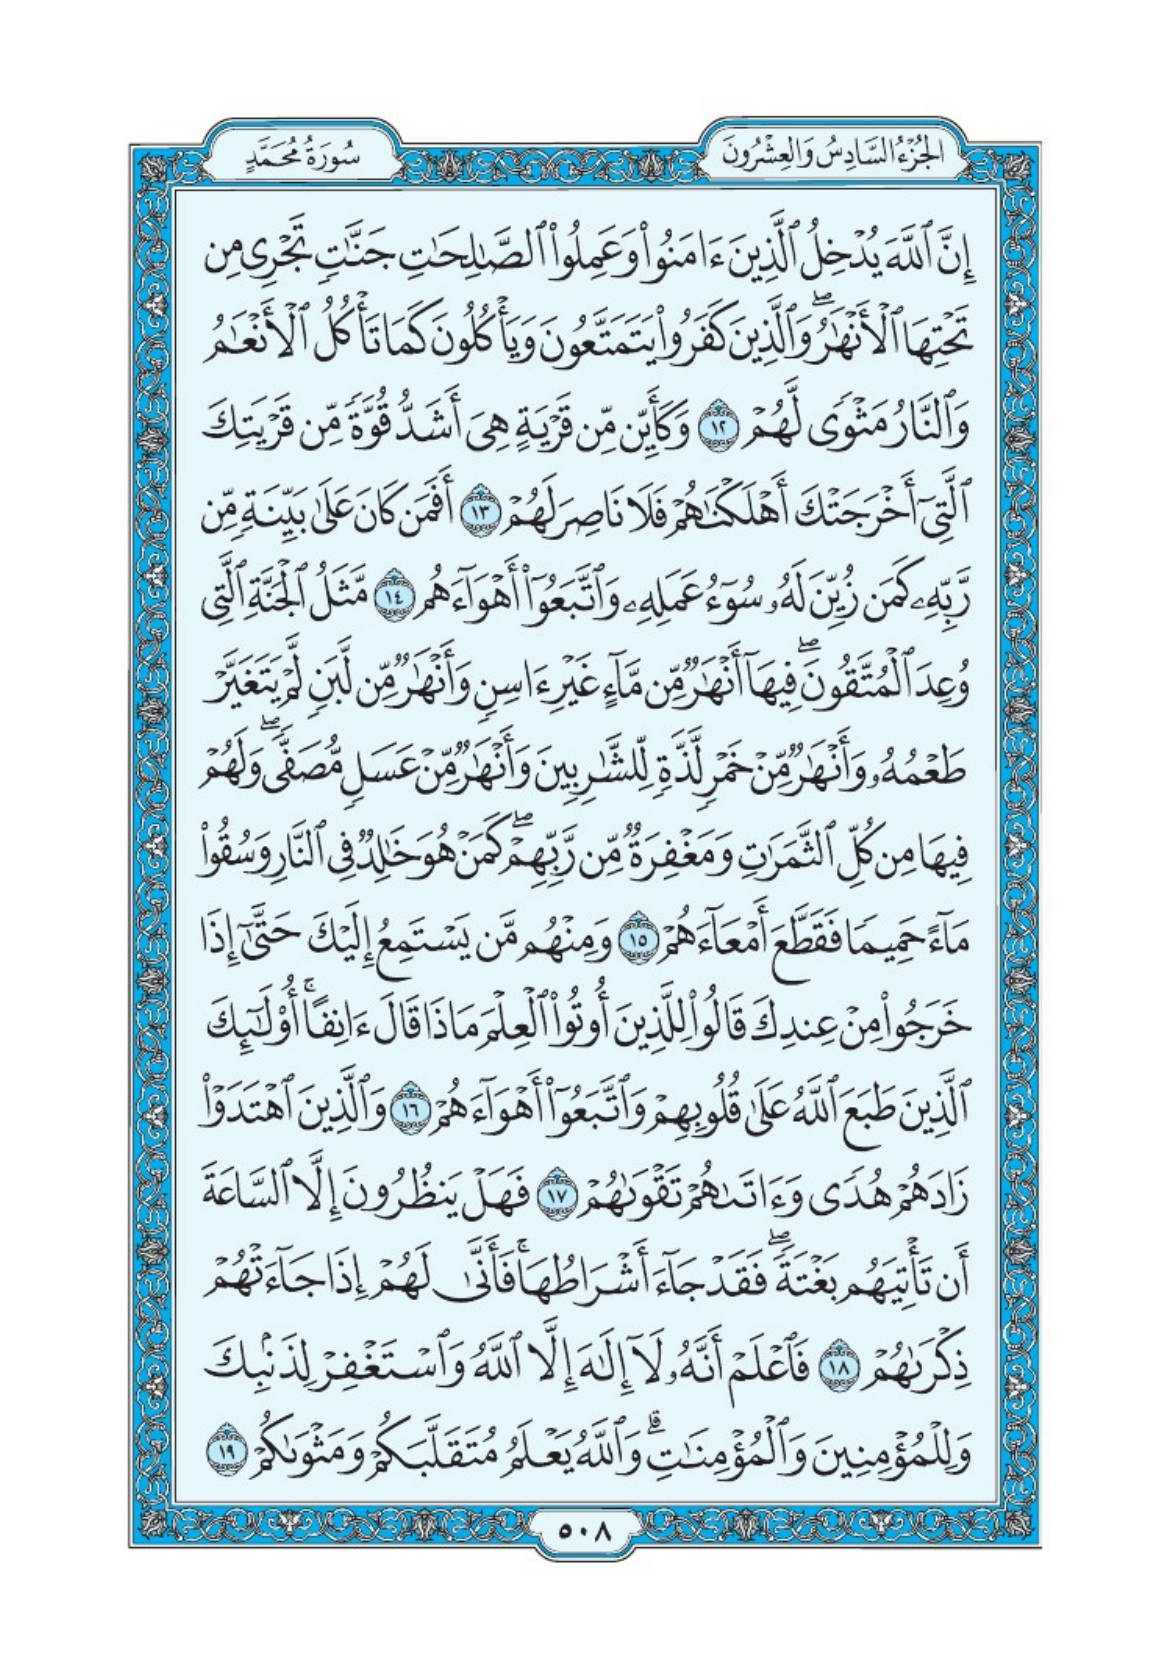 الجُزْءُ السَّادِسُ وَالعِشْرُونَ
سُورَةُ مُحَمَّدٍ
إِنَّ ٱللَّهَ يُدْخِلُ ٱلَّذِينَ ءَامَنُوا۟ وَعَمِلُوا۟ ٱلصَّـٰلِحَـٰتِ جَنَّـٰتٍ تَجْرِى مِن
تَحْتِهَا ٱلْأَنْهَـٰرُ ۖ وَٱلَّذِينَ كَفَرُوا۟ يَتَمَتَّعُونَ وَيَأْكُلُونَ كَمَا تَأْكُلُ ٱلْأَنْعَـٰمُ
وَٱلنَّارُ مَثْوًى لَّهُمْ ١٢ وَكَأَيِّن مِّن قَرْيَةٍ هِىَ أَشَدُّ قُوَّةً مِّن قَرْيَتِكَ
ٱلَّتِىٓ أَخْرَجَتْكَ أَهْلَكْنَـٰهُمْ فَلَا نَاصِرَ لَهُمْ ١٣ أَفَمَن كَانَ عَلَىٰ بَيِّنَةٍ مِّن
رَّبِّهِۦ كَمَن زُيِّنَ لَهُۥ سُوٓءُ عَمَلِهِۦ وَٱتَّبَعُوٓا۟ أَهْوَآءَهُم ١٤ مَّثَلُ ٱلْجَنَّةِ ٱلَّتِى
وُعِدَ ٱلْمُتَّقُونَ ۖ فِيهَآ أَنْهَـٰرٌ مِّن مَّآءٍ غَيْرِ ءَاسِنٍ وَأَنْهَـٰرٌ مِّن لَّبَنٍ لَّمْ يَتَغَيَّرْ
طَعْمُهُۥ وَأَنْهَـٰرٌ مِّنْ خَمْرٍ لَّذَّةٍ لِّلشَّـٰرِبِينَ وَأَنْهَـٰرٌ مِّنْ عَسَلٍ مُّصَفًّى ۖ وَلَهُمْ
فِيهَا مِن كُلِّ ٱلثَّمَرَٰتِ وَمَغْفِرَةٌ مِّن رَّبِّهِمْ ۖ كَمَنْ هُوَ خَـٰلِدٌ فِى ٱلنَّارِ وَسُقُوا۟
مَآءً حَمِيمًا فَقَطَّعَ أَمْعَآءَهُمْ ١٥ وَمِنْهُم مَّن يَسْتَمِعُ إِلَيْكَ حَتَّىٰٓ إِذَا
خَرَجُوا۟ مِنْ عِندِكَ قَالُوا۟ لِلَّذِينَ أُوتُوا۟ ٱلْعِلْمَ مَاذَا قَالَ ءَانِفًا ۚ أُو۟لَـٰٓئِكَ
ٱلَّذِينَ طَبَعَ ٱللَّهُ عَلَىٰ قُلُوبِهِمْ وَٱتَّبَعُوٓا۟ أَهْوَآءَهُمْ ١٦ وَٱلَّذِينَ ٱهْتَدَوْا۟
زَادَهُمْ هُدًى وَءَاتَىٰهُمْ تَقْوَىٰهُمْ ١٧ فَهَلْ يَنظُرُونَ إِلَّا ٱلسَّاعَةَ
أَن تَأْتِيَهُم بَغْتَةً ۖ فَقَدْ جَآءَ أَشْرَاطُهَا ۚ فَأَنَّىٰ لَهُمْ إِذَا جَآءَتْهُمْ
ذِكْرَىٰهُمْ ١٨ فَٱعْلَمْ أَنَّهُۥ لَآ إِلَـٰهَ إِلَّا ٱللَّهُ وَٱسْتَغْفِرْ لِذَنۢبِكَ
وَلِلْمُؤْمِنِينَ وَٱلْمُؤْمِنَـٰتِ ۗ وَٱللَّهُ يَعْلَمُ مُتَقَلَّبَكُمْ وَمَثْوَىٰكُمْ ١٩
٥٠٨